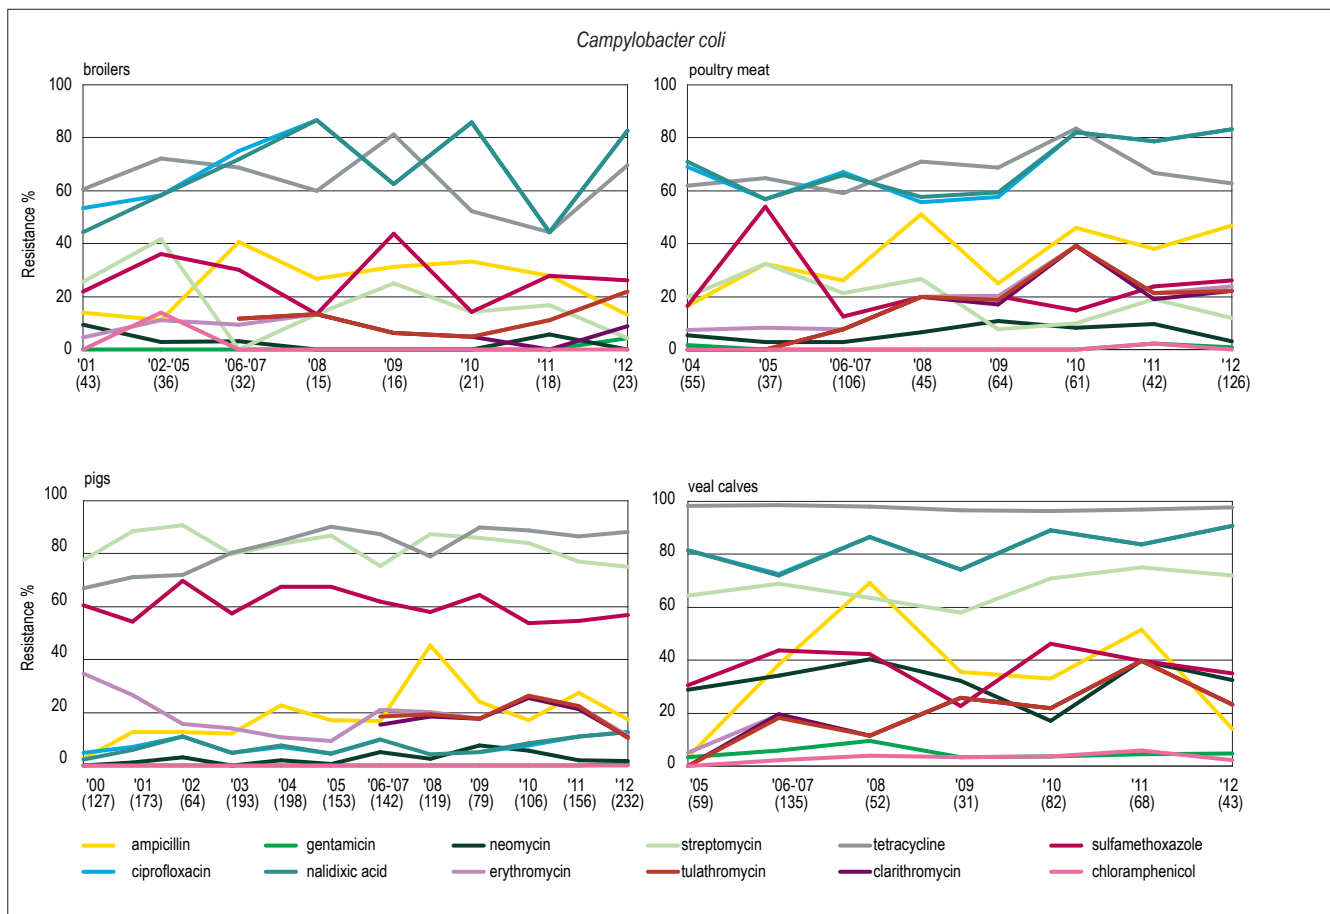 Campylobacter coli
broilers
poultry meat
100
80
60
40
20
0
Resistance %
'01 '02-'05 '06-'07 '08 '09 '10 '11 '12
(43) (36) (32) (15) (16) (21) (18) (23)
100
80
60
40
20
0
'04 '05 '06-'07 '08 '09 '10 '11 '12
(55) (37) (106) (45) (64) (61) (42) (126)
pigs
veal calves
100
80
60
40
20
0
Resistance %
'00 '01 '02 '03 '04 '05 '06-'07 '08 '09 '10 '11 '12
(127) (173) (64) (193) (198) (153) (142) (119) (79) (106) (156) (232)
100
80
60
40
20
0
'05 '06-'07 '08 '09 '10 '11 '12
(59) (135) (52) (31) (82) (68) (43)
ampicillin gentamicin neomycin streptomycin tetracycline sulfamethoxazole
ciprofloxacin nalidixic acid erythromycin tulathromycin clarithromycin chloramphenicol